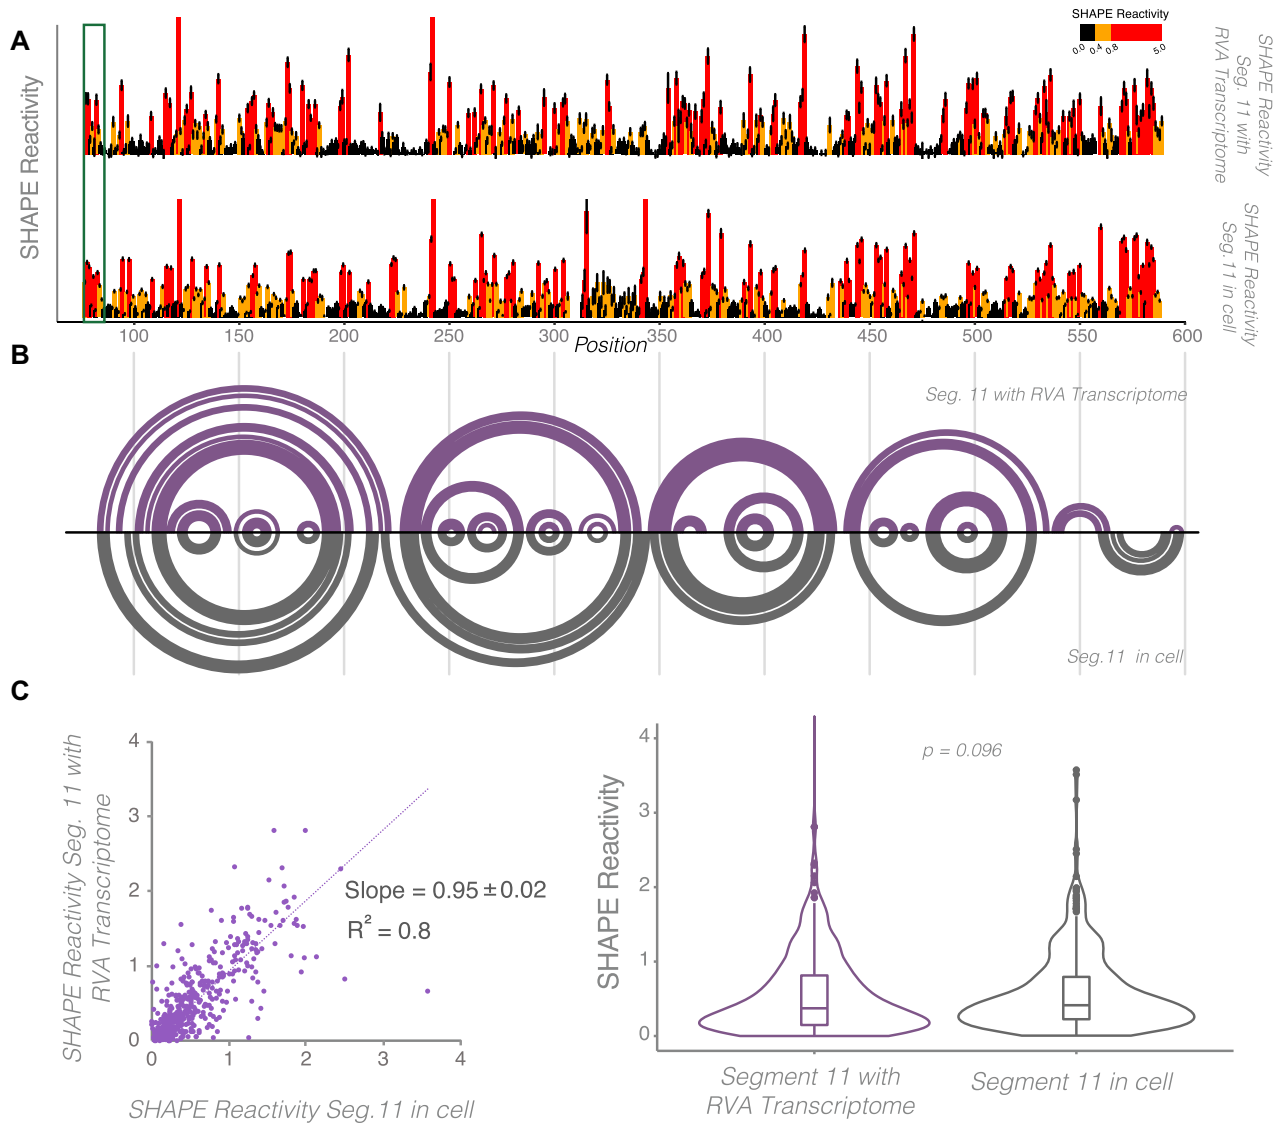 A
SHAPE Reactivity
SHAPE Reactivity
0.0 0.4 0.8 5.0
SHAPE Reactivity
Seg. 11 with
RVA Transcriptome
SHAPE Reactivity
Seg.11 in cell
100 150 200 250 300 350 400 450 500 550 600
Position
B
Seg. 11 with RVA Transcriptome
Seg.11 in cell
C
SHAPE Reactivity Seg. 11 with
RVA Transcriptome
4
3
2
1
0
0 1 2 3 4
Slope = 0.95 ± 0.02
R² = 0.8
SHAPE Reactivity Seg.11 in cell
SHAPE Reactivity
4
3
2
1
0
p = 0.096
Segment 11 with
RVA Transcriptome
Segment 11 in cell